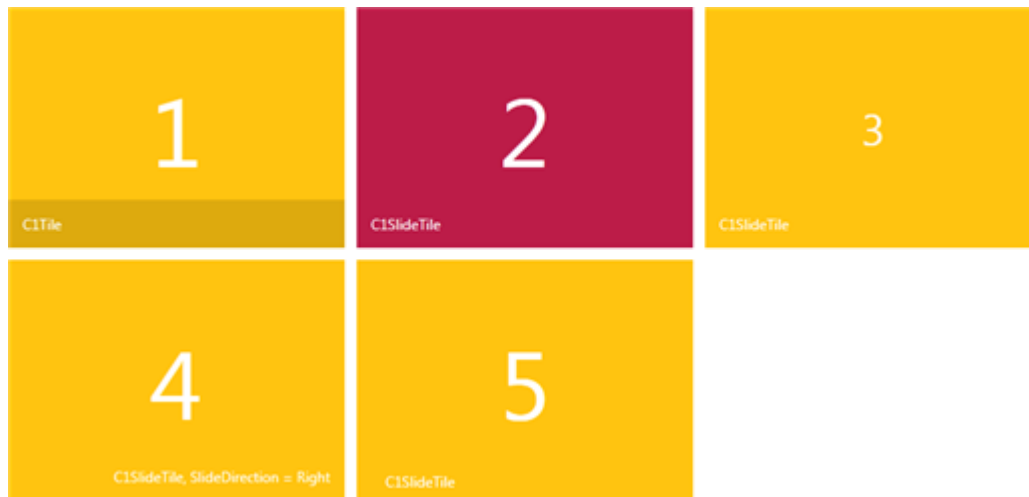 1
C1Tile
2
C1SlideTile
3
C1SlideTile
4
C1SlideTile, SlideDirection = Right
5
C1SlideTile